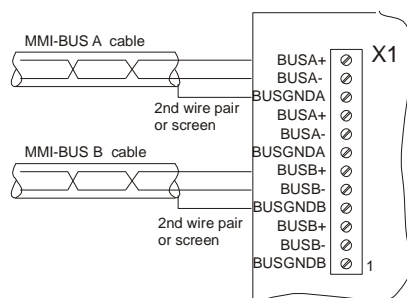 MMI-BUS A cable
2nd wire pair
or screen
MMI-BUS B cable
2nd wire pair
or screen
X1
BUSA+
BUSA-
BUSGNDA
BUSA+
BUSA-
BUSGNDA
BUSB+
BUSB-
BUSGNDB
BUSB+
BUSB-
BUSGNDB
1